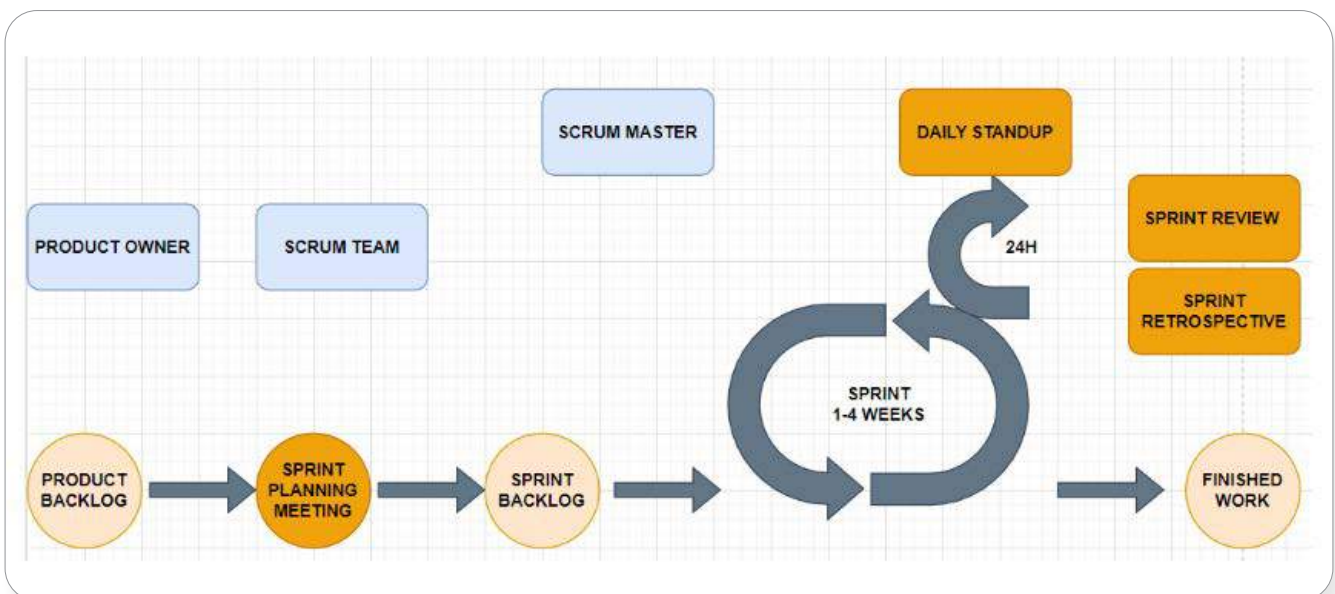 SCRUM MASTER
DAILY STANDUP
PRODUCT OWNER
SCRUM TEAM
SPRINT REVIEW
24H
SPRINT
RETROSPECTIVE
SPRINT
1-4 WEEKS
PRODUCT
BACKLOG
SPRINT
PLANNING
MEETING
SPRINT
BACKLOG
FINISHED
WORK